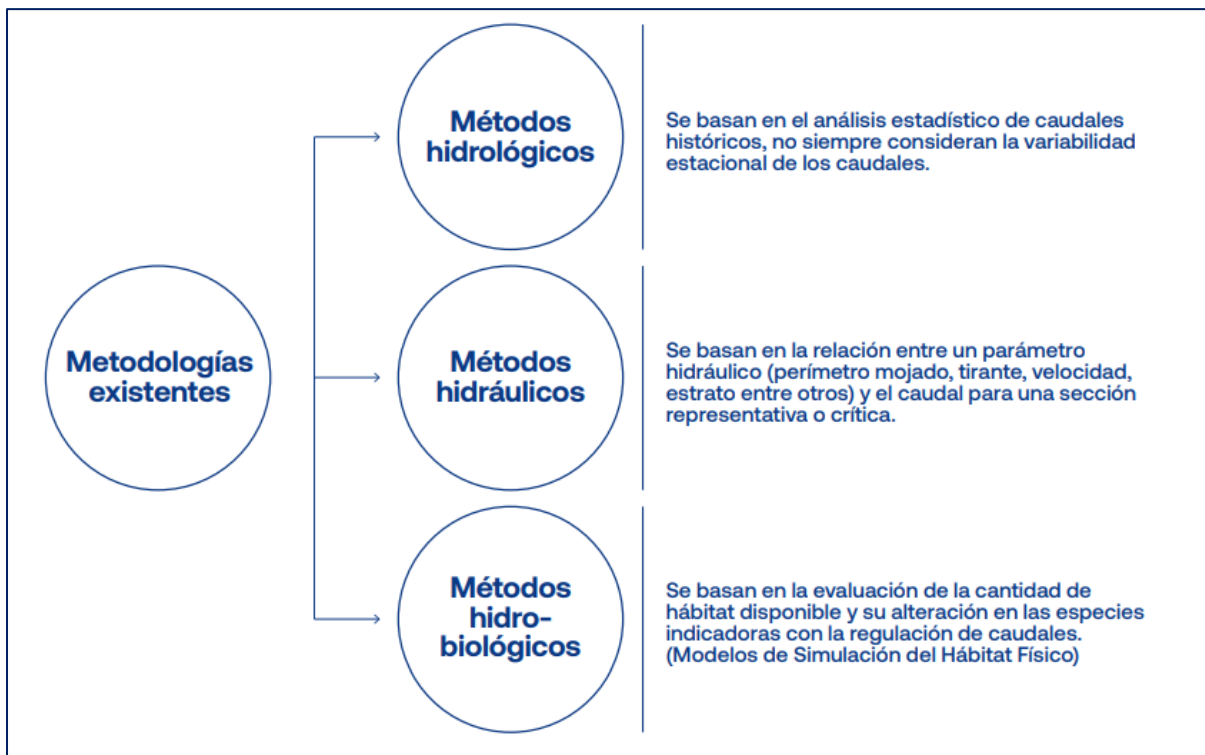 Métodos
hidrológicos
Se basan en el análisis estadístico de caudales
históricos, no siempre consideran la variabilidad
estacional de los caudales.
Metodologías
existentes
Métodos
hidráulicos
Se basan en la relación entre un parámetro
hidráulico (perímetro mojado, tirante, velocidad,
estrato entre otros) y el caudal para una sección
representativa o crítica.
Métodos
hidro-
biológicos
Se basan en la evaluación de la cantidad de
hábitat disponible y su alteración en las especies
indicadoras con la regulación de caudales.
(Modelos de Simulación del Hábitat Físico)